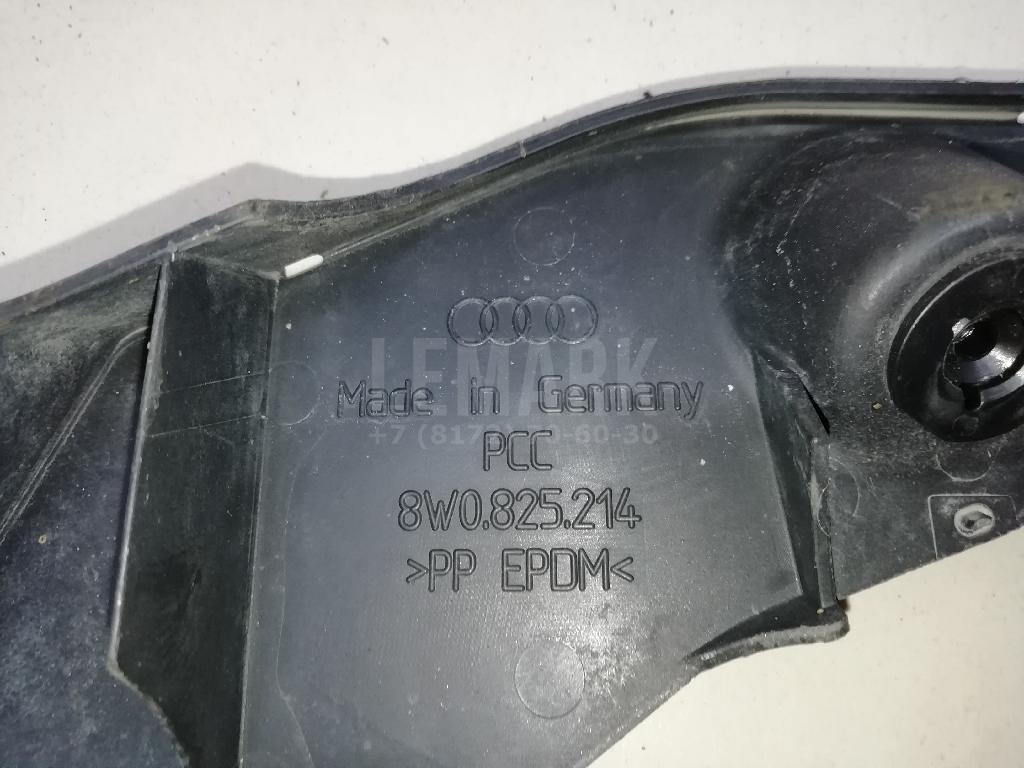 LEMARK
Made in Germany
PCC
8W0.825.214
>PP EPDM<